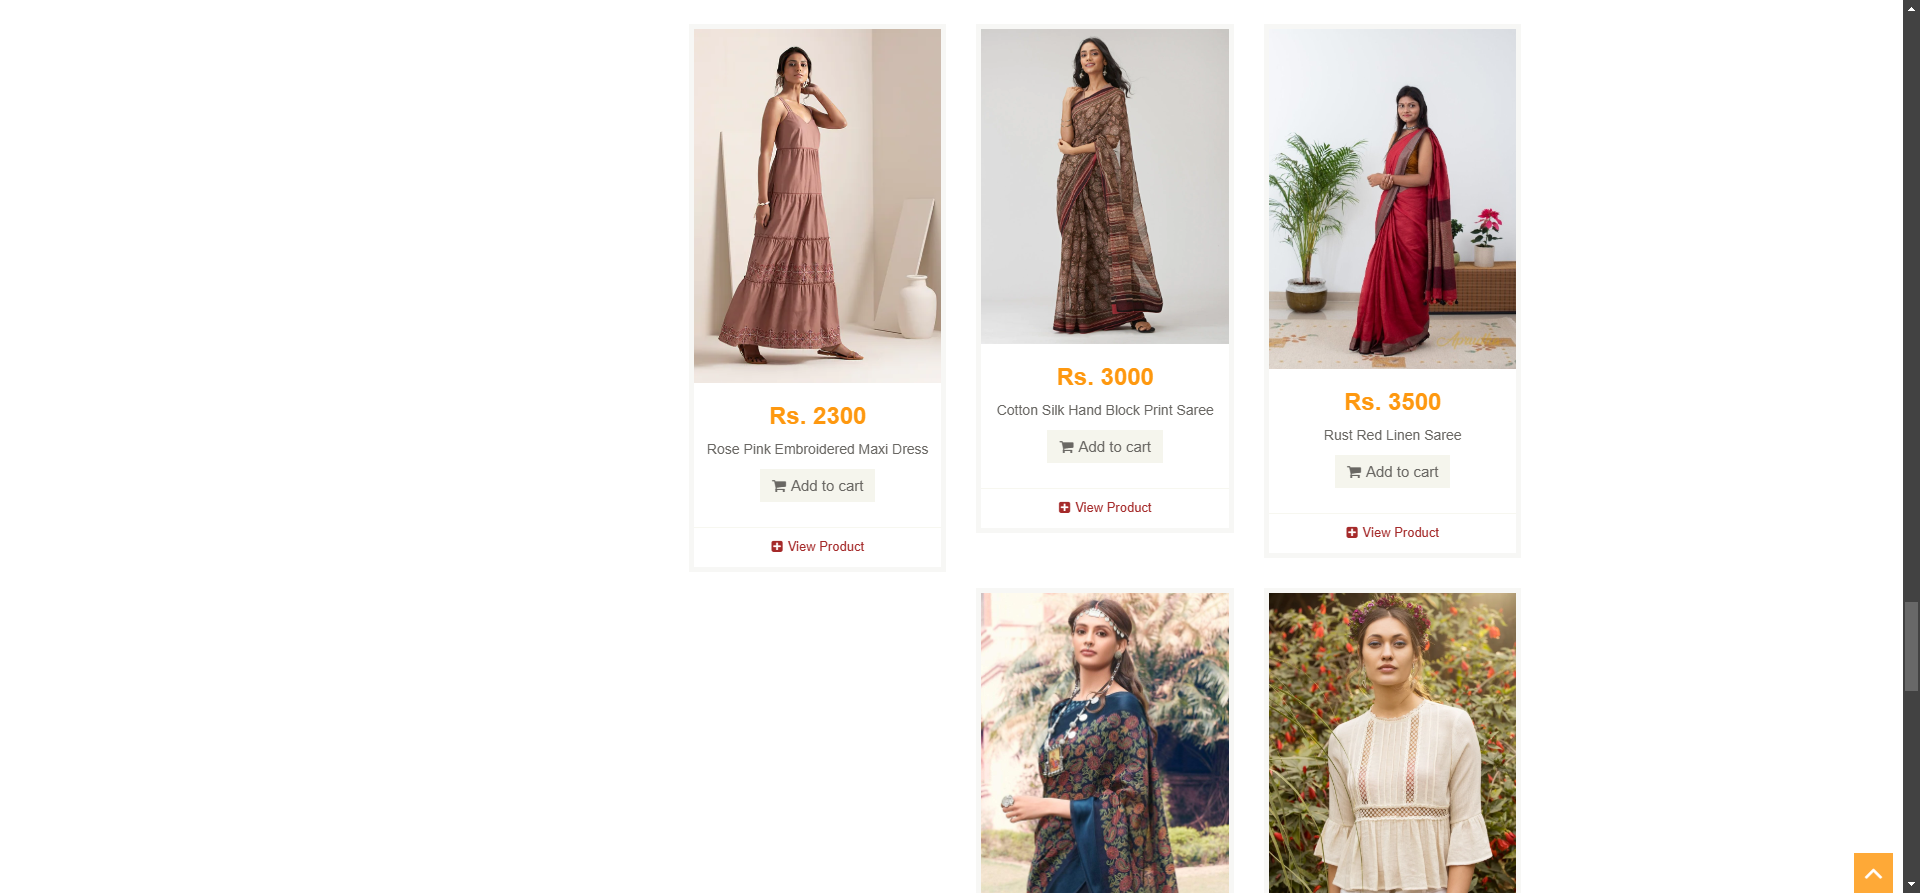 Rs. 2300
Rose Pink Embroidered Maxi Dress
Add to cart
View Product
Rs. 3000
Cotton Silk Hand Block Print Saree
Add to cart
View Product
Rs. 3500
Rust Red Linen Saree
Add to cart
View Product